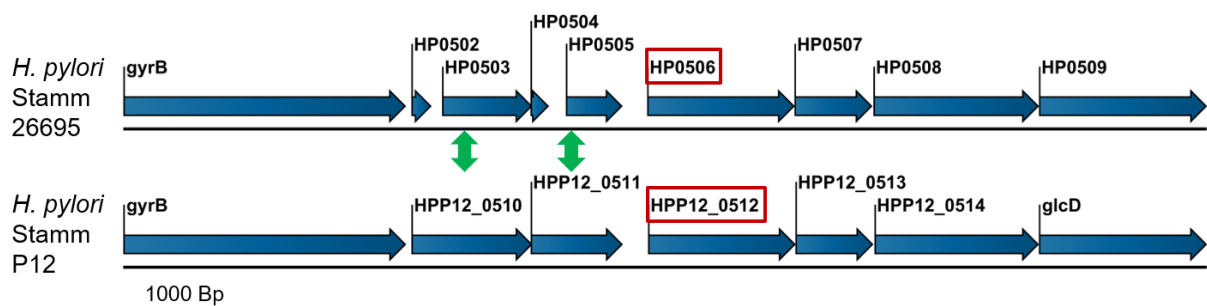 HP0504
HP0502 HP0505 HP0507
H. pylori gyrB HP0503 HP0506 HP0508 HP0509
Stamm
26695
HPP12_0511 HPP12_0513
H. pylori gyrB HPP12_0510 HPP12_0512 HPP12_0514 glcD
Stamm
P12
1000 Bp